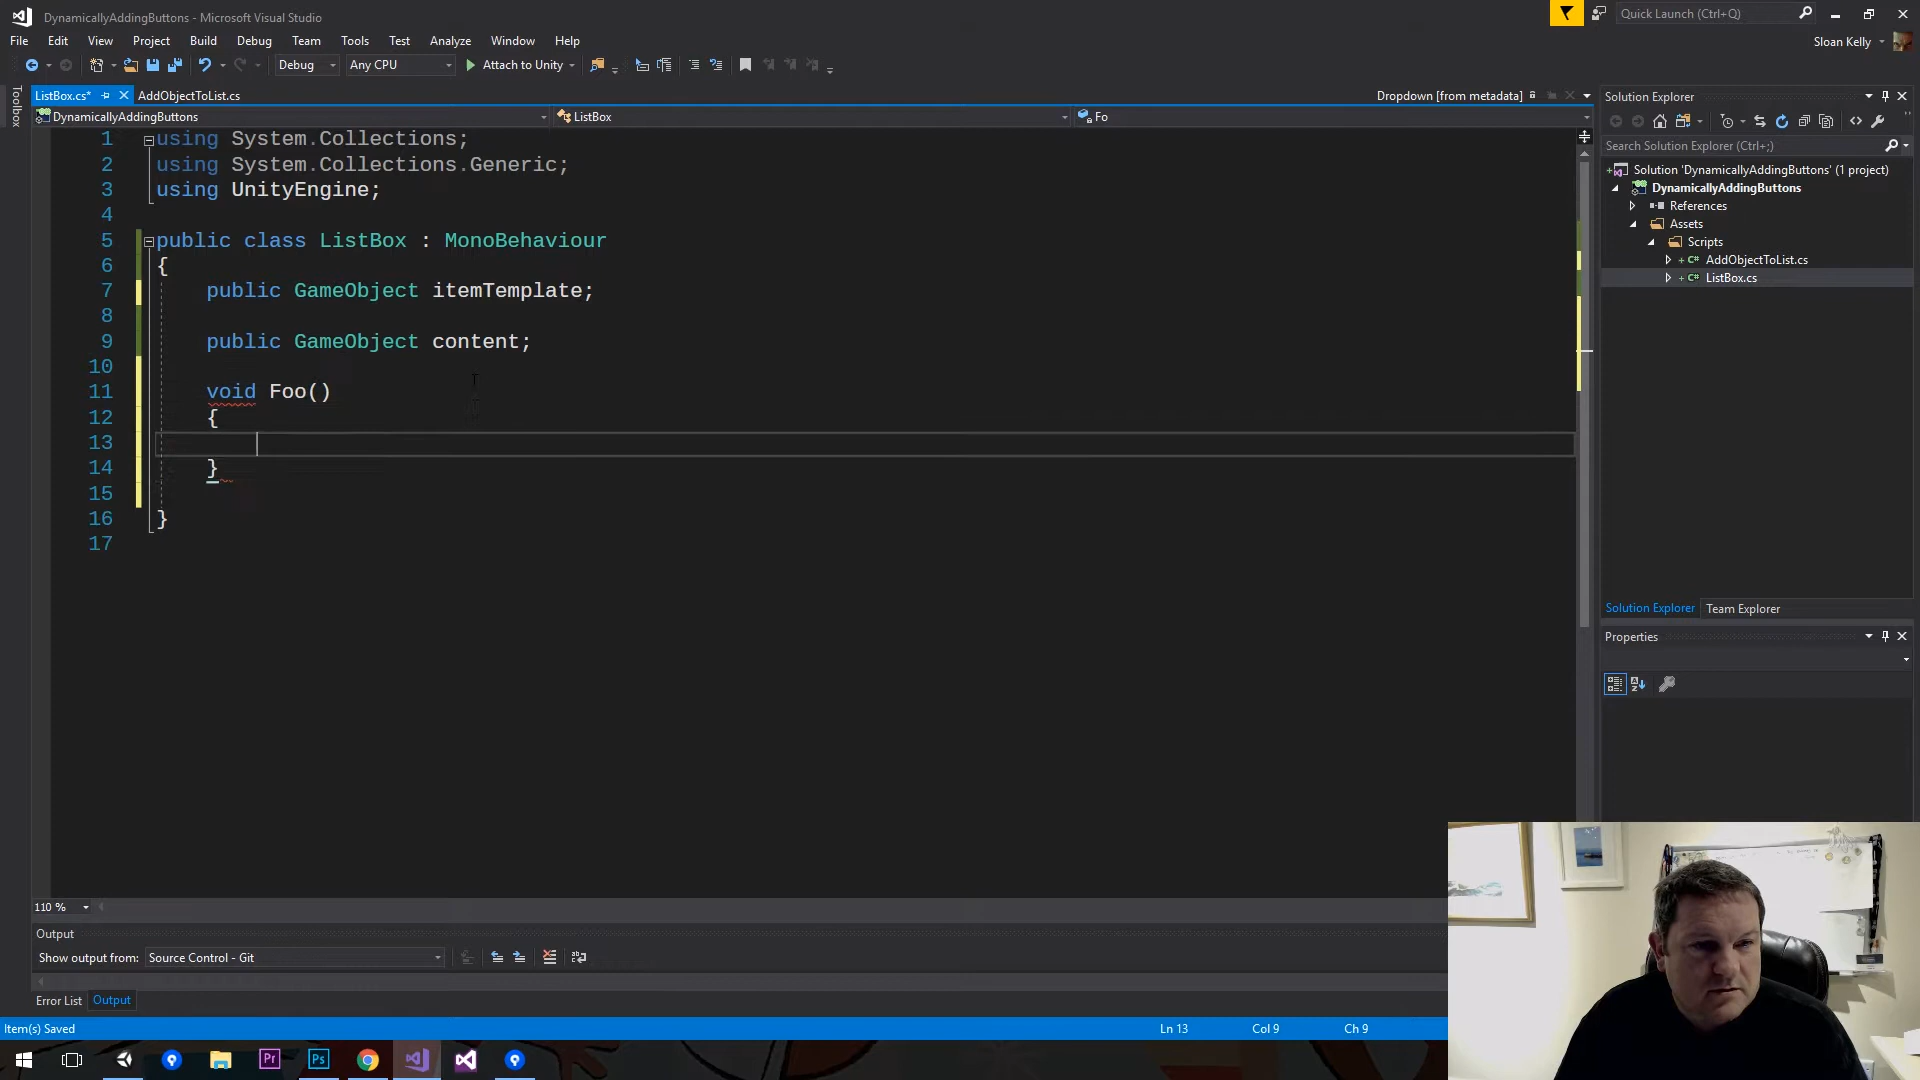 DynamicallyAddingButtons - Microsoft Visual Studio
Quick Launch (Ctrl+Q)
File Edit View Project Build Debug Team Tools Test Analyze Window Help
Sloan Kelly
Debug Any CPU Attach to Unity
Toolbox
ListBox.cs* AddObjectToList.cs Dropdown [from metadata]
DynamicallyAddingButtons ListBox Fo
1 using System.Collections;
2 using System.Collections.Generic;
3 using UnityEngine;
4
5 public class ListBox : MonoBehaviour
6 {
7 public GameObject itemTemplate;
8
9 public GameObject content;
10
11 void Foo()
12 {
13
14 }
15
16 }
17
110 %
Output
Show output from: Source Control - Git
Error List Output
Item(s) Saved Ln 13 Col 9 Ch 9
Solution Explorer
Search Solution Explorer (Ctrl+;)
Solution 'DynamicallyAddingButtons' (1 project)
DynamicallyAddingButtons
References
Assets
Scripts
C# AddObjectToList.cs
C# ListBox.cs
Solution Explorer Team Explorer
Properties
Pr Ps